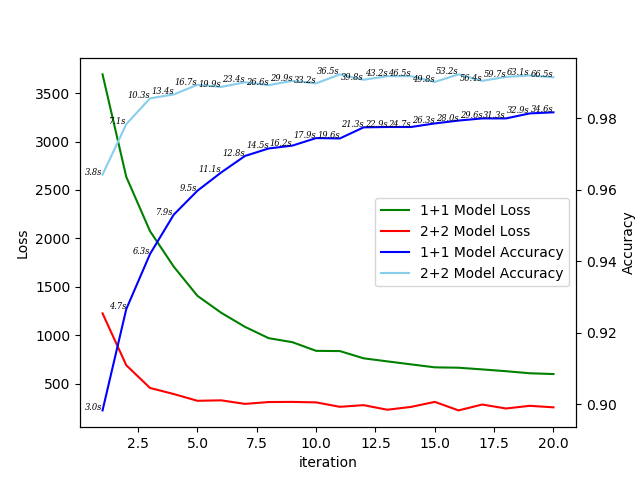 36.5s 53.2s
10.3s 13.4s 16.7s 19.9s 23.4s 26.6s 29.9s 33.2s 39.8s 43.2s 46.5s 49.8s 56.4s 59.7s 63.1s 66.5s
7.1s
3.8s
3.0s 4.7s 6.3s 7.9s 9.5s 11.1s 12.8s 14.5s 16.2s 17.9s 19.6s 21.3s 22.9s 24.7s 26.3s 28.0s 29.6s 31.3s 32.9s 34.6s
3500
3000
2500
2000
1500
1000
500
Loss
1+1 Model Loss
2+2 Model Loss
1+1 Model Accuracy
2+2 Model Accuracy
0.98
0.96
0.94
0.92
0.90
Accuracy
2.5 5.0 7.5 10.0 12.5 15.0 17.5 20.0
iteration